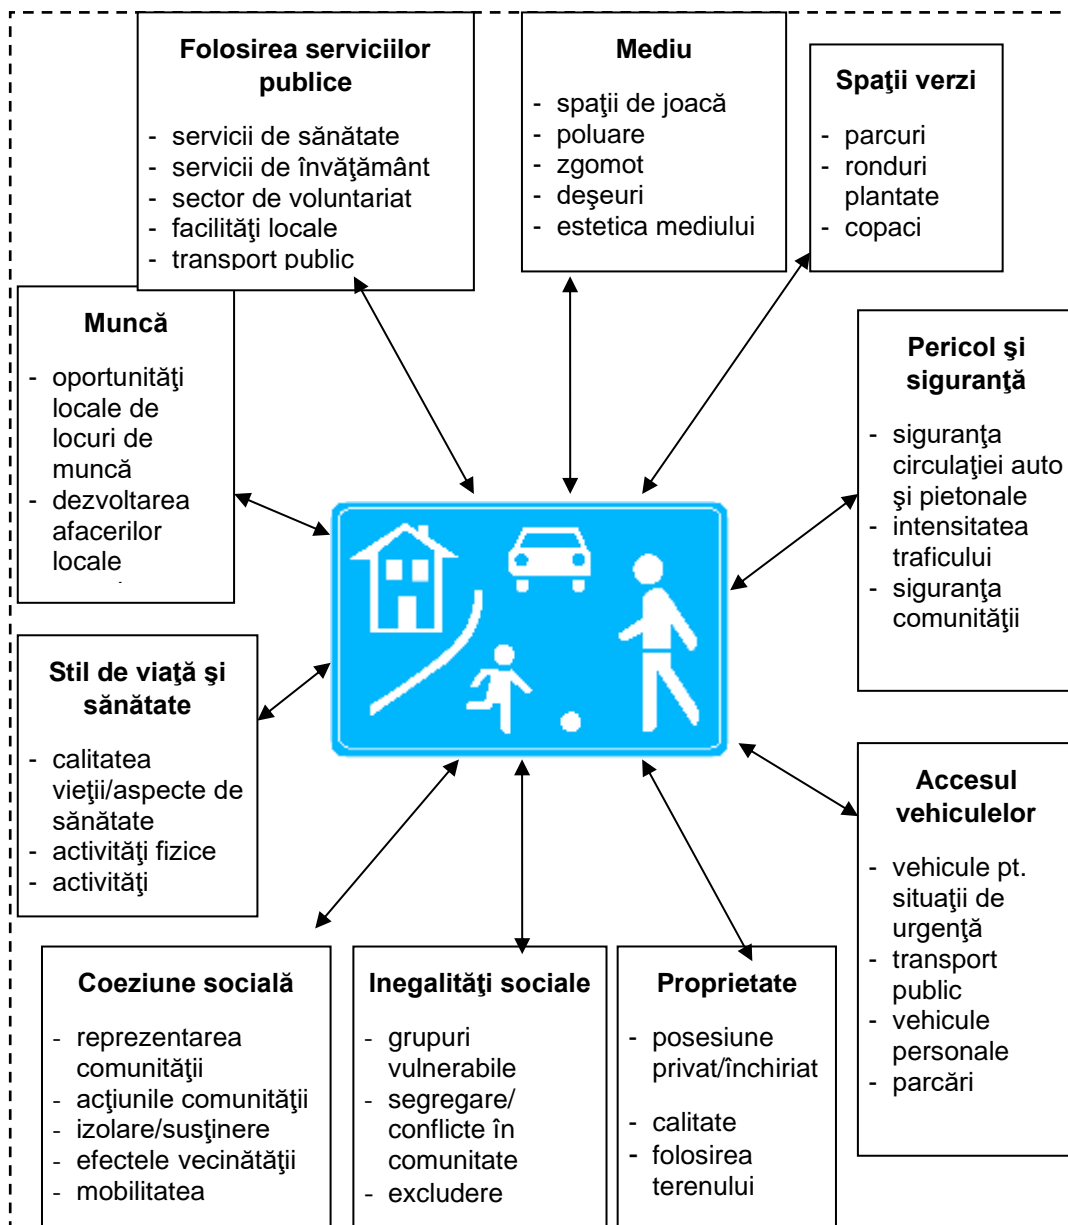 Folosirea serviciilor
publice
- servicii de sănătate
- servicii de învăţământ
- sector de voluntariat
- facilităţi locale
- transport public
Mediu
- spaţii de joacă
- poluare
- zgomot
- deşeuri
- estetica mediului
Spaţii verzi
- parcuri
- ronduri
plantate
- copaci
Muncă
- oportunităţi
locale de
locuri de
muncă
- dezvoltarea
afacerilor
locale
Pericol şi
siguranţă
- siguranţa
circulaţiei auto
şi pietonale
- intensitatea
traficului
- siguranţa
comunităţii
Stil de viaţă şi
sănătate
- calitatea
vieţii/aspecte de
sănătate
- activităţi fizice
- activităţi
Accesul
vehiculelor
- vehicule pt.
situaţii de
urgenţă
- transport
public
- vehicule
personale
- parcări
Coeziune socială
- reprezentarea
comunităţii
- acţiunile comunităţii
- izolare/susţinere
- efectele vecinătăţii
- mobilitatea
Inegalităţi sociale
- grupuri
vulnerabile
- segregare/
conflicte în
comunitate
- excludere
Proprietate
- posesiune
privat/închiriat
- calitate
- folosirea
terenului